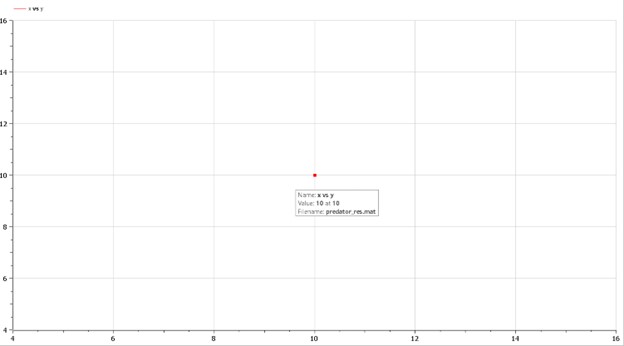 x vs y
16
14
12
10
8
6
4
Name: x vs y
Value: 10 at 10
Filename: predator_res.mat
4 6 8 10 12 14 16